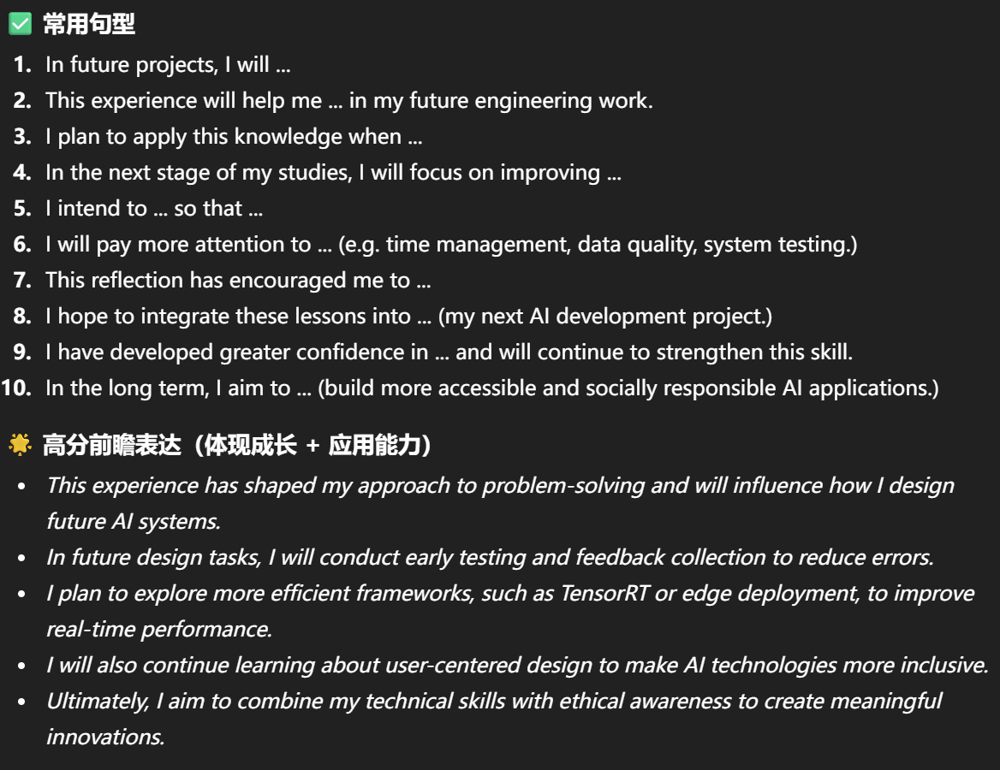 ✅ 常用句型
1. In future projects, I will ...
2. This experience will help me ... in my future engineering work.
3. I plan to apply this knowledge when ...
4. In the next stage of my studies, I will focus on improving ...
5. I intend to ... so that ...
6. I will pay more attention to ... (e.g. time management, data quality, system testing.)
7. This reflection has encouraged me to ...
8. I hope to integrate these lessons into ... (my next AI development project.)
9. I have developed greater confidence in ... and will continue to strengthen this skill.
10. In the long term, I aim to ... (build more accessible and socially responsible AI applications.)
🌟 高分前瞻表达（体现成长 + 应用能力）
• This experience has shaped my approach to problem-solving and will influence how I design
future AI systems.
• In future design tasks, I will conduct early testing and feedback collection to reduce errors.
• I plan to explore more efficient frameworks, such as TensorRT or edge deployment, to improve
real-time performance.
• I will also continue learning about user-centered design to make AI technologies more inclusive.
• Ultimately, I aim to combine my technical skills with ethical awareness to create meaningful
innovations.